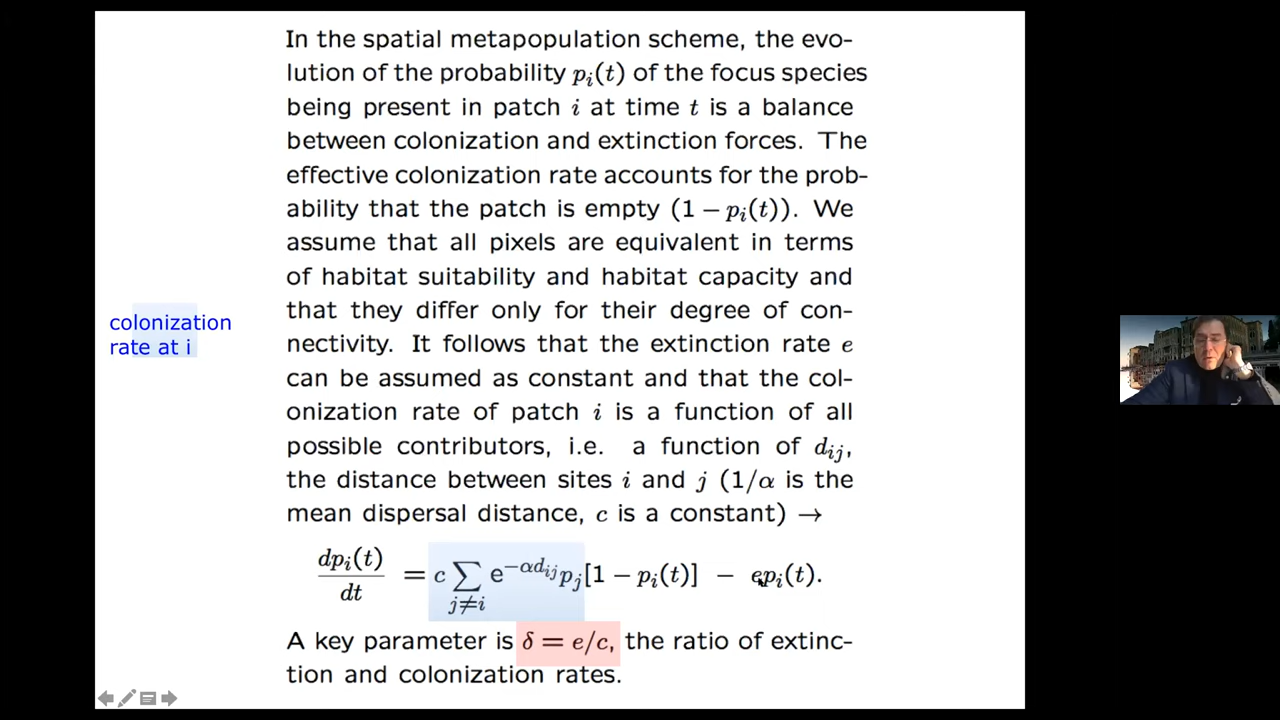 In the spatial metapopulation scheme, the evo-
lution of the probability pᵢ(t) of the focus species
being present in patch i at time t is a balance
between colonization and extinction forces. The
effective colonization rate accounts for the prob-
ability that the patch is empty (1 − pᵢ(t)). We
assume that all pixels are equivalent in terms
of habitat suitability and habitat capacity and
that they differ only for their degree of con-
nectivity. It follows that the extinction rate e
can be assumed as constant and that the col-
onization rate of patch i is a function of all
possible contributors, i.e. a function of dᵢⱼ,
the distance between sites i and j (1/α is the
mean dispersal distance, c is a constant) →
dpᵢ(t)/dt = c ∑_{j≠i} e^{−αdᵢⱼ} pⱼ[1 − pᵢ(t)] − epᵢ(t).
A key parameter is δ = e/c, the ratio of extinc-
tion and colonization rates.
colonization
rate at i